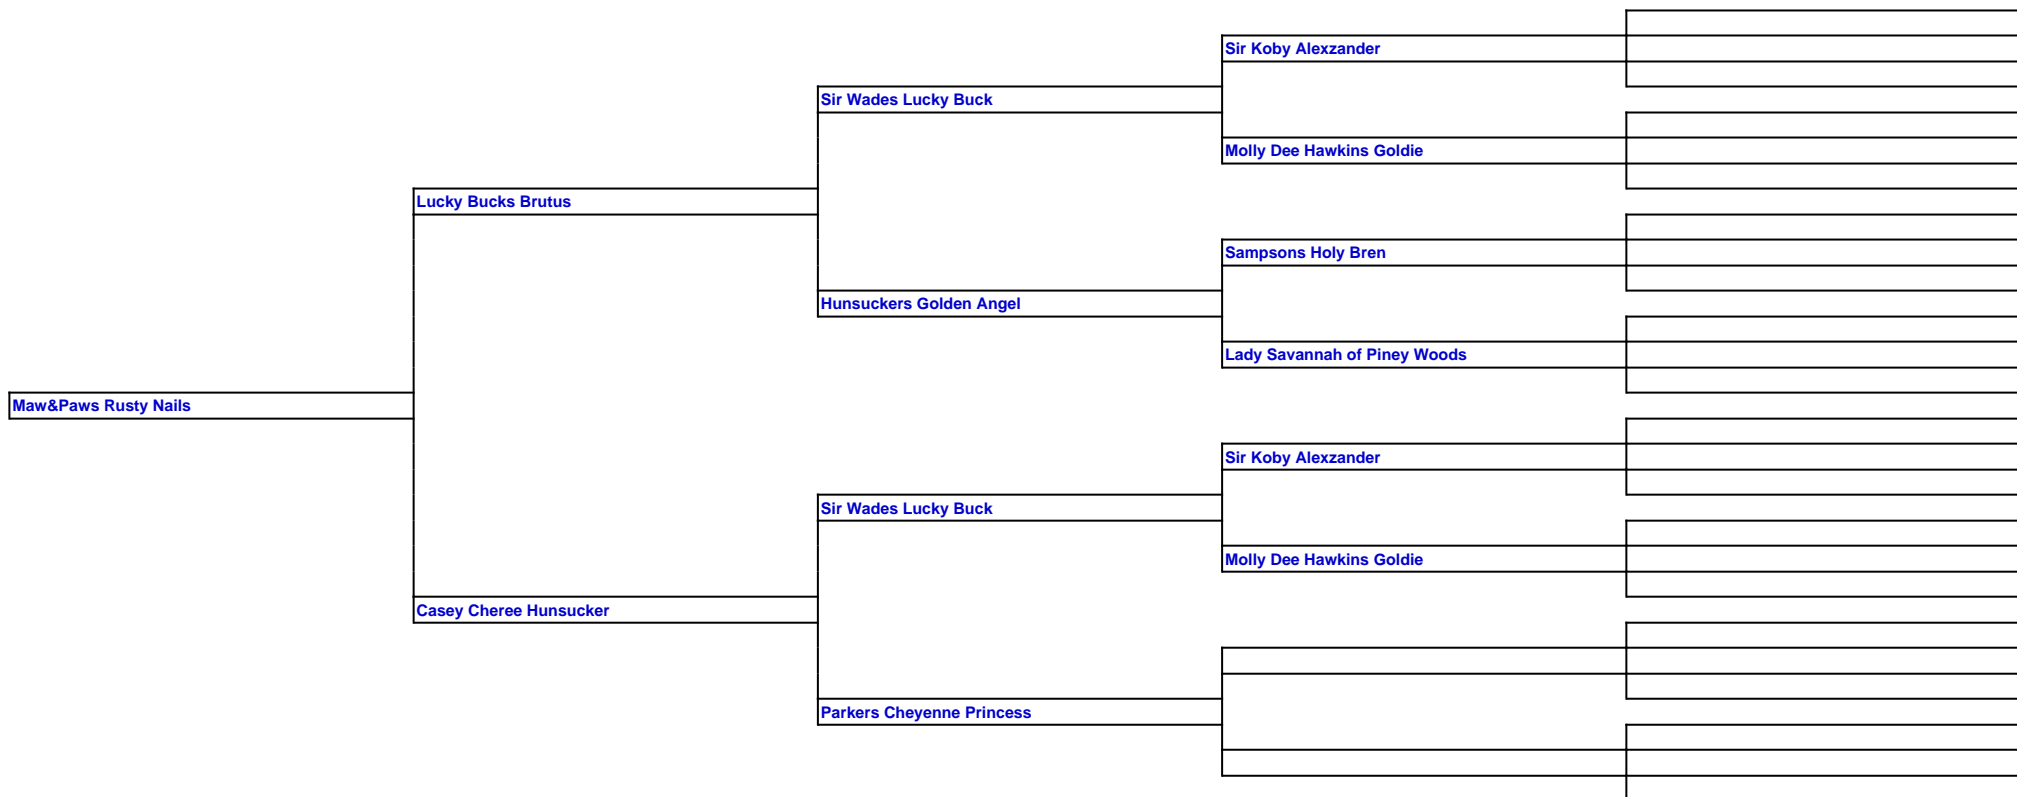 Sir Koby Alexzander
Sir Wades Lucky Buck
Molly Dee Hawkins Goldie
Lucky Bucks Brutus
Sampsons Holy Bren
Hunsuckers Golden Angel
Lady Savannah of Piney Woods
Maw&Paws Rusty Nails
Sir Koby Alexzander
Sir Wades Lucky Buck
Molly Dee Hawkins Goldie
Casey Cheree Hunsucker
Parkers Cheyenne Princess